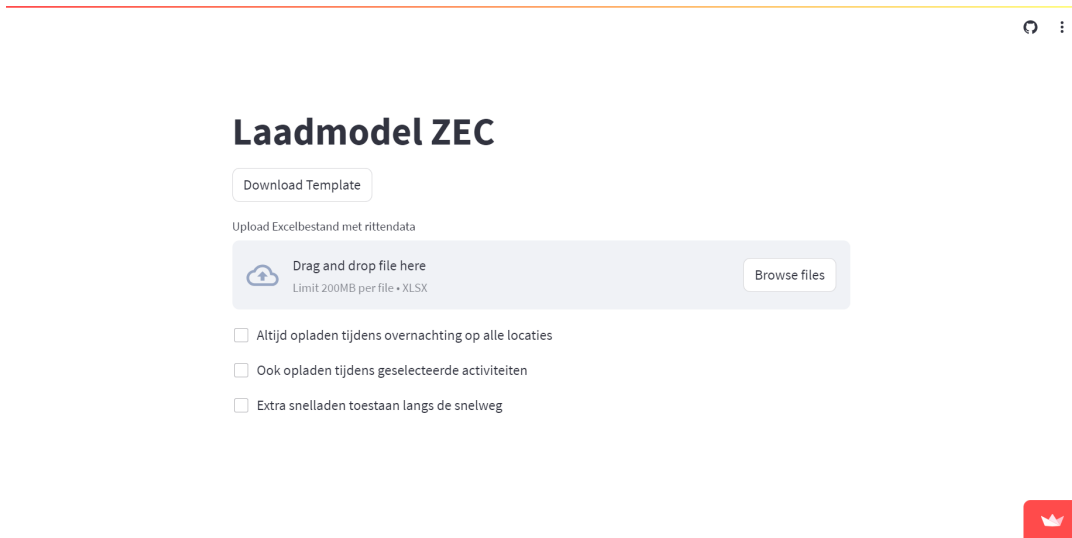 Laadmodel ZEC
Download Template
Upload Excelbestand met rittendata
Drag and drop file here
Limit 200MB per file • XLSX
Browse files
Altijd opladen tijdens overnachting op alle locaties
Ook opladen tijdens geselecteerde activiteiten
Extra snelladen toestaan langs de snelweg